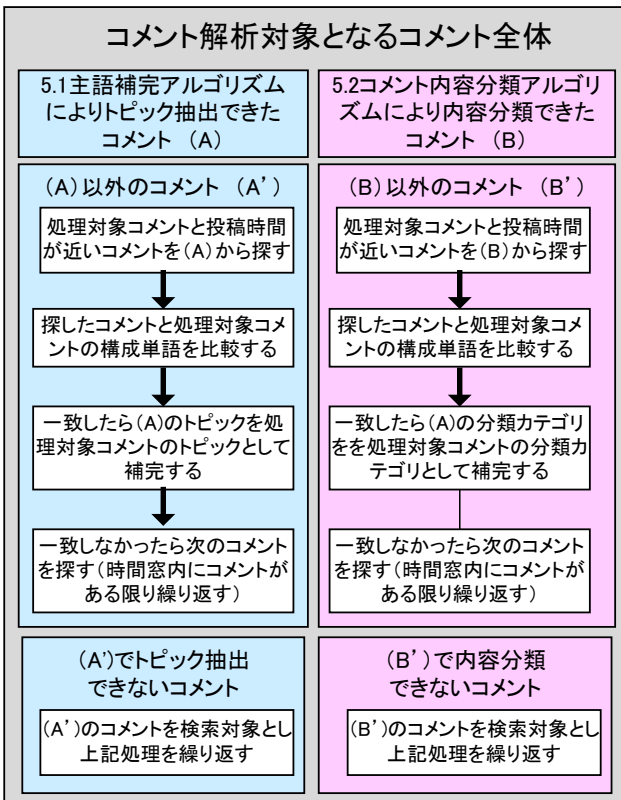 コメント解析対象となるコメント全体
5.1主語補完アルゴリズム
によりトピック抽出できた
コメント (A)
(A)以外のコメント (A')
処理対象コメントと投稿時間
が近いコメントを(A)から探す
探したコメントと処理対象コメ
ントの構成単語を比較する
一致したら(A)のトピックを処
理対象コメントのトピックとして
補完する
一致しなかったら次のコメント
を探す(時間窓内にコメントが
ある限り繰り返す)
(A')でトピック抽出
できないコメント
(A')のコメントを検索対象とし
上記処理を繰り返す
5.2コメント内容分類アルゴリ
ズムにより内容分類できた
コメント (B)
(B)以外のコメント (B')
処理対象コメントと投稿時間
が近いコメントを(B)から探す
探したコメントと処理対象コメ
ントの構成単語を比較する
一致したら(A)の分類カテゴリ
をを処理対象コメントの分類カ
テゴリとして補完する
一致しなかったら次のコメント
を探す(時間窓内にコメントが
ある限り繰り返す)
(B')で内容分類
できないコメント
(B')のコメントを検索対象とし
上記処理を繰り返す